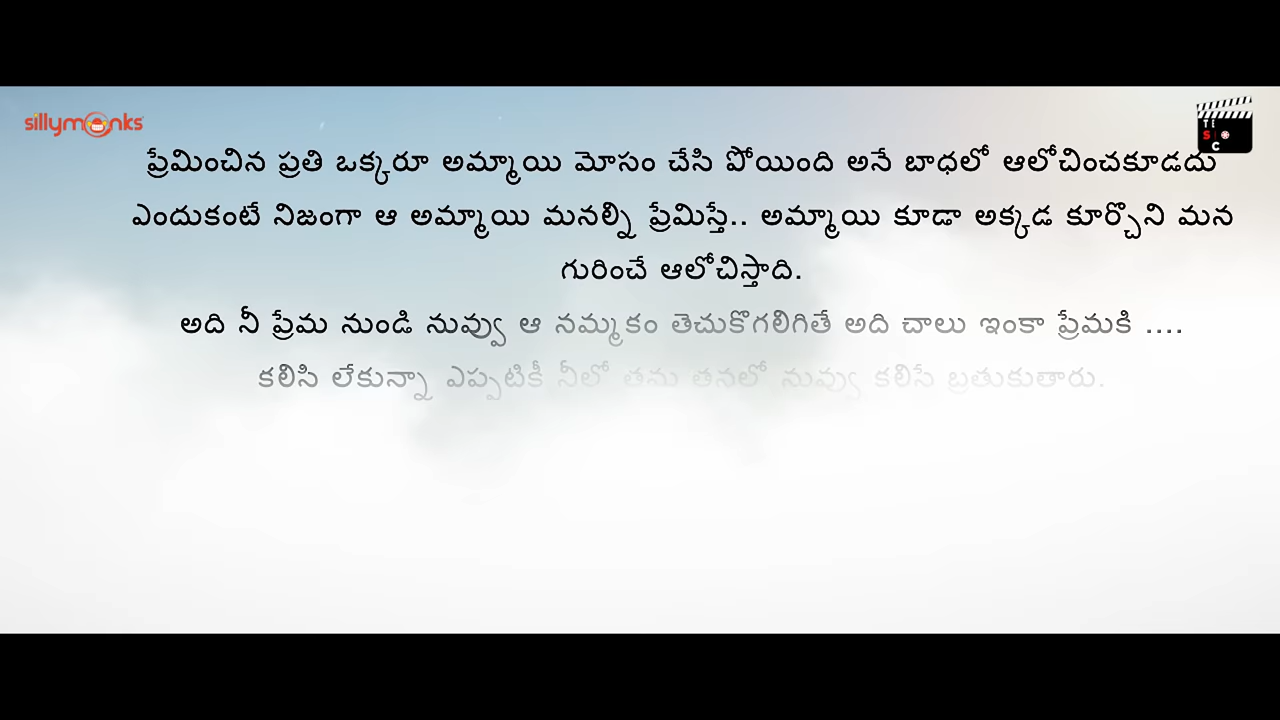 sillymonks
TESC
ప్రేమించిన ప్రతి ఒక్కరూ అమ్మాయి మోసం చేసి పోయింది అనే బాధలో ఆలోచించకూడదు
ఎందుకంటే నిజంగా ఆ అమ్మాయి మనల్ని ప్రేమిస్తే.. అమ్మాయి కూడా అక్కడ కూర్చొని మన
గురించే ఆలోచిస్తాది.
అది నీ ప్రేమ నుండి నువ్వు ఆ నమ్మకం తెచుకొగలిగితే అది చాలు ఇంకా ప్రేమకి ....
కలిసి లేకున్నా ఎప్పటికీ నీలో తను తనలో నువ్వు కలిసే బ్రతుకుతారు.